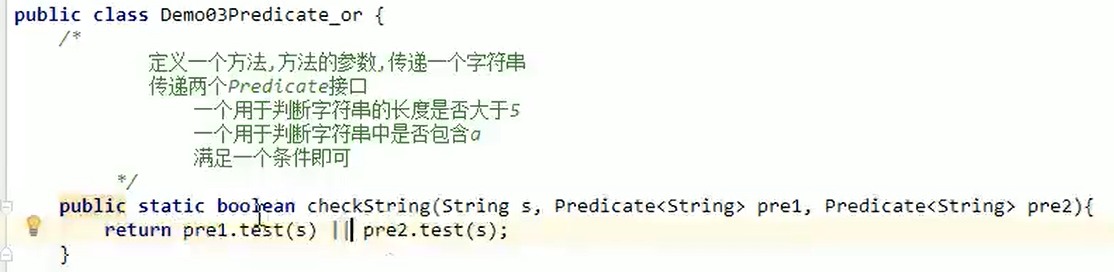 public class Demo03Predicate_or {
/*
定义一个方法,方法的参数,传递一个字符串
传递两个Predicate接口
一个用于判断字符串的长度是否大于5
一个用于判断字符串中是否包含a
满足一个条件即可
*/
public static boolean checkString(String s, Predicate<String> pre1, Predicate<String> pre2){
return pre1.test(s) || pre2.test(s);
}